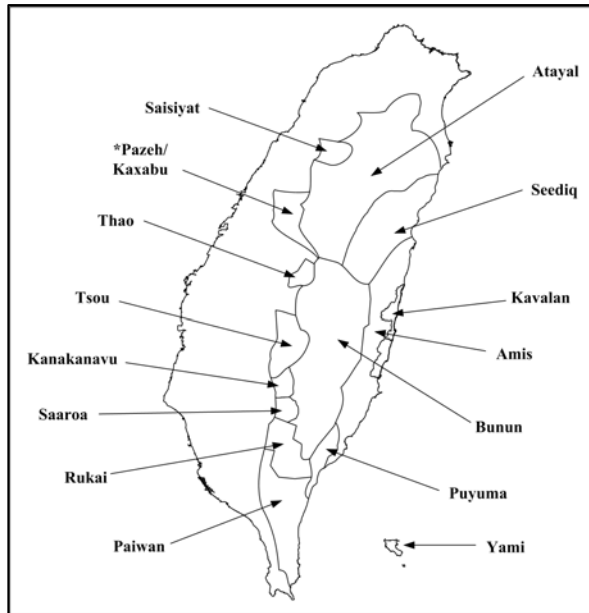 Atayal
Saisiyat
*Pazeh/
Kaxabu
Seediq
Thao
Tsou
Kavalan
Amis
Kanakanavu
Saaroa
Bunun
Rukai
Puyuma
Paiwan
Yami